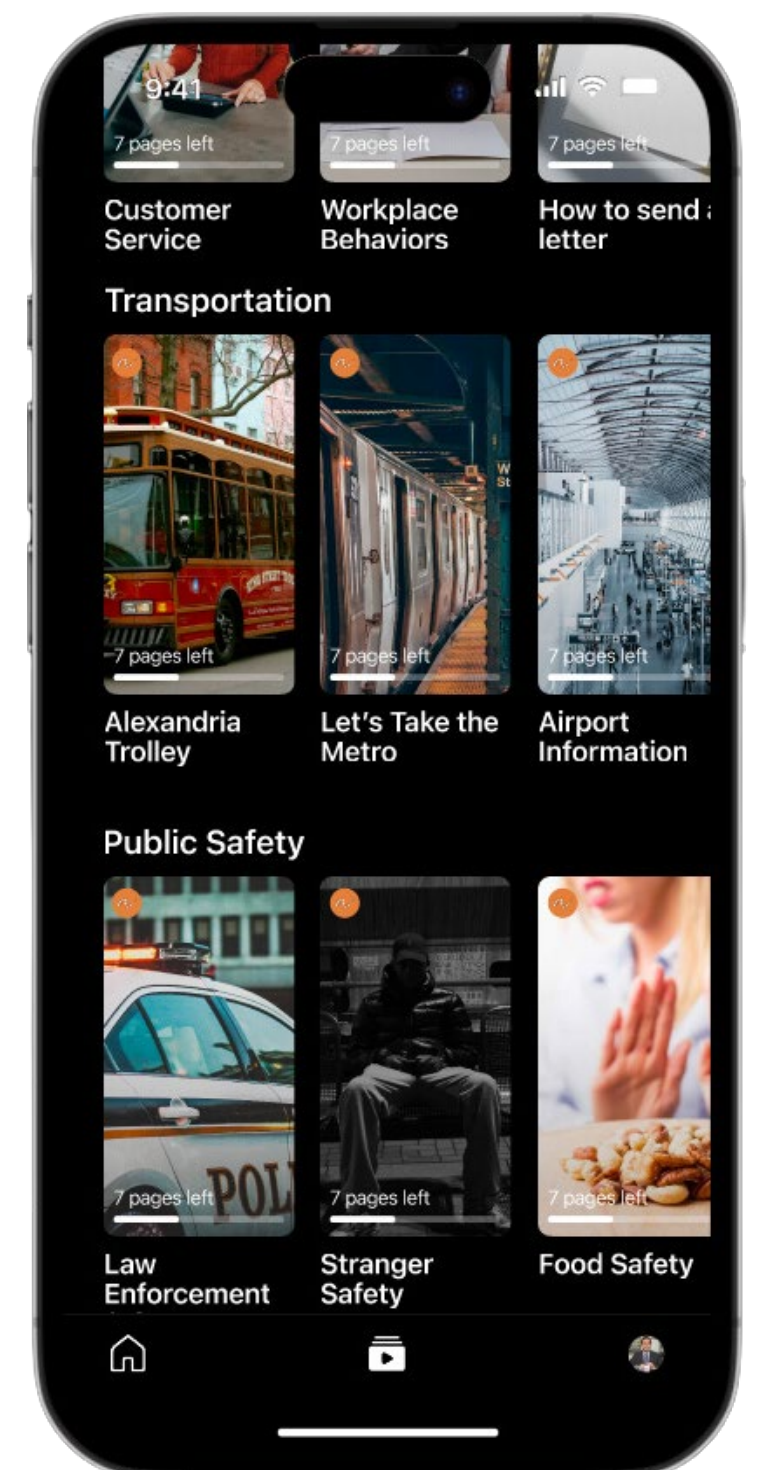 9:41
7 pages left
7 pages left
7 pages left
Customer
Service
Workplace
Behaviors
How to send
letter
Transportation
7 pages left
7 pages left
7 pages left
Alexandria
Trolley
Let's Take the
Metro
Airport
Information
Public Safety
POL
7 pages left
7 pages left
7 pages left
Law
Enforcement
Stranger
Safety
Food Safety